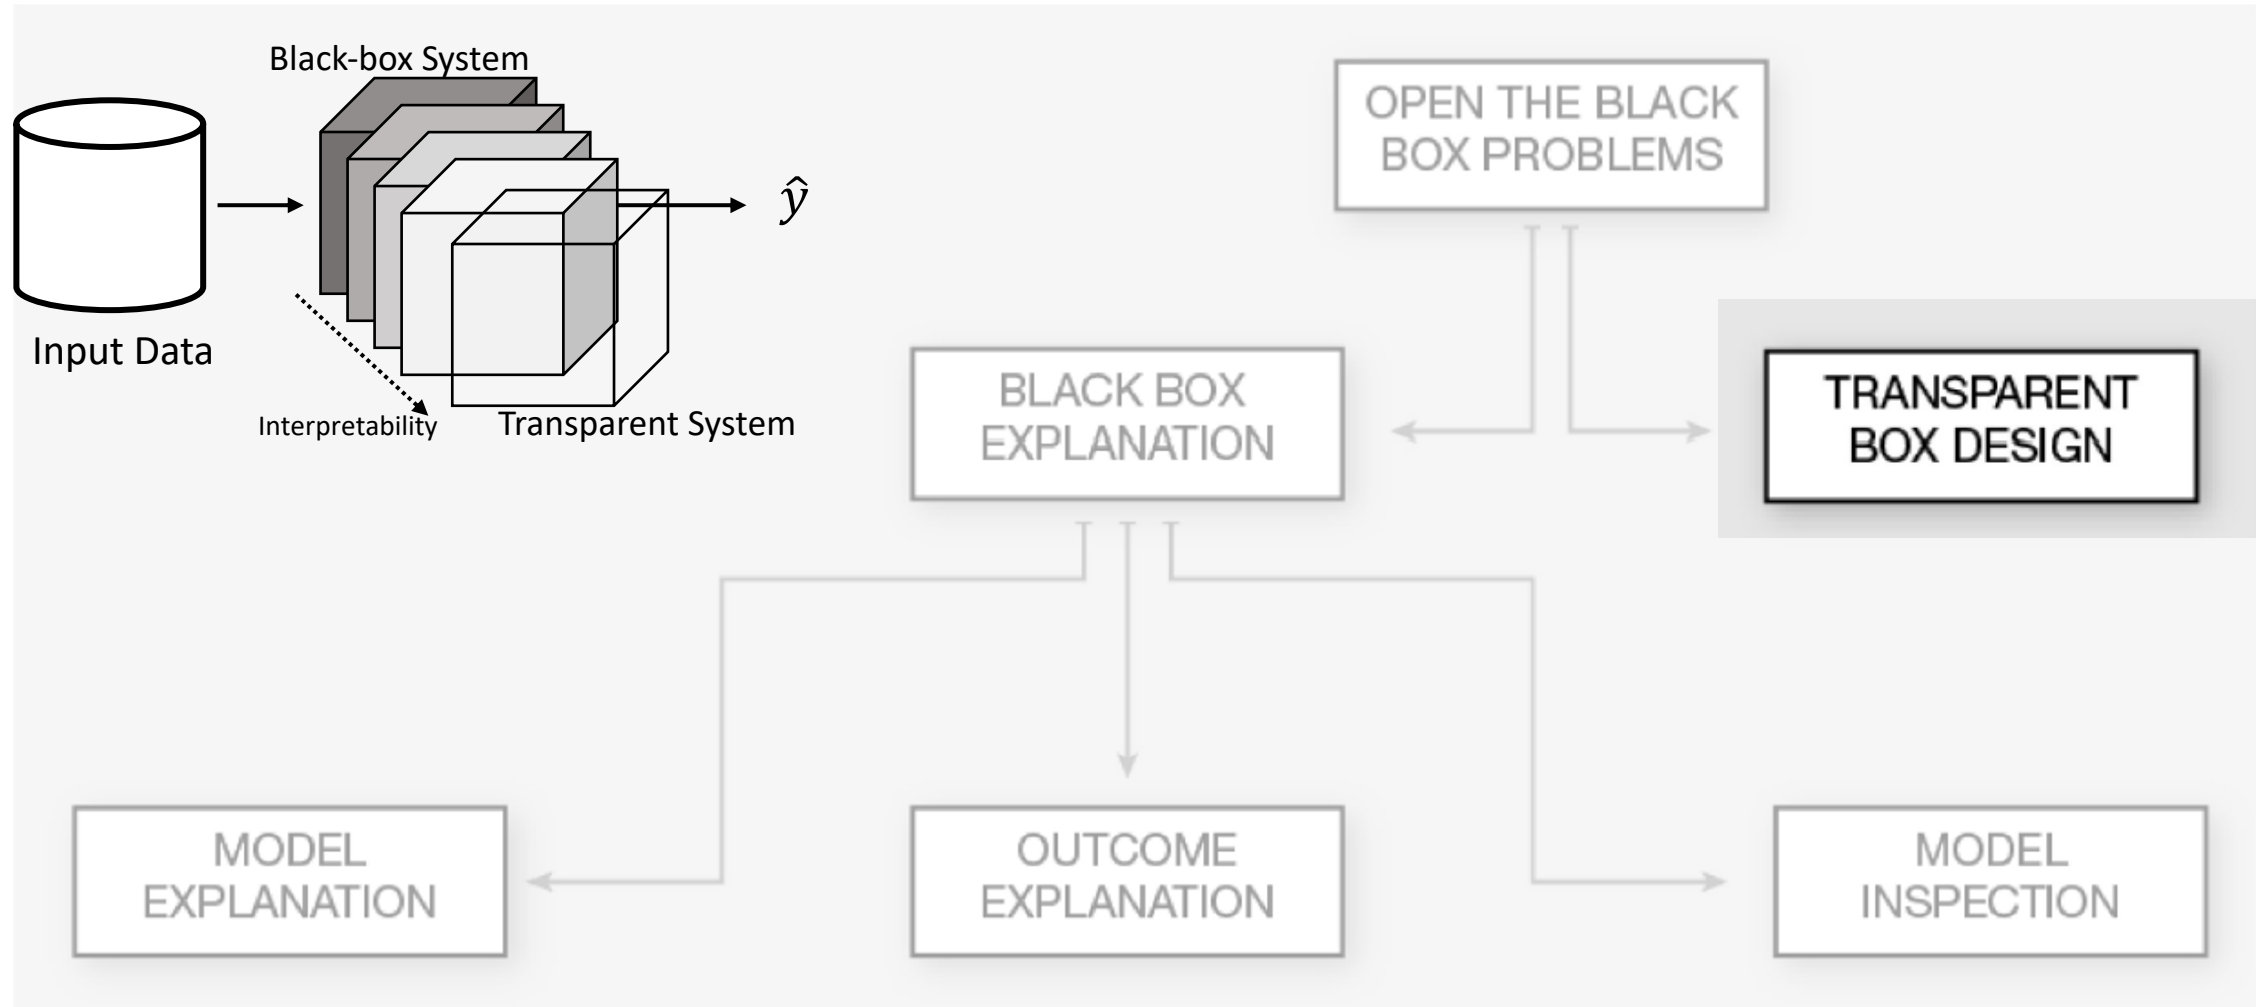 Black-box System
Input Data
ŷ
Interpretability
Transparent System
OPEN THE BLACK
BOX PROBLEMS
BLACK BOX
EXPLANATION
TRANSPARENT
BOX DESIGN
MODEL
EXPLANATION
OUTCOME
EXPLANATION
MODEL
INSPECTION